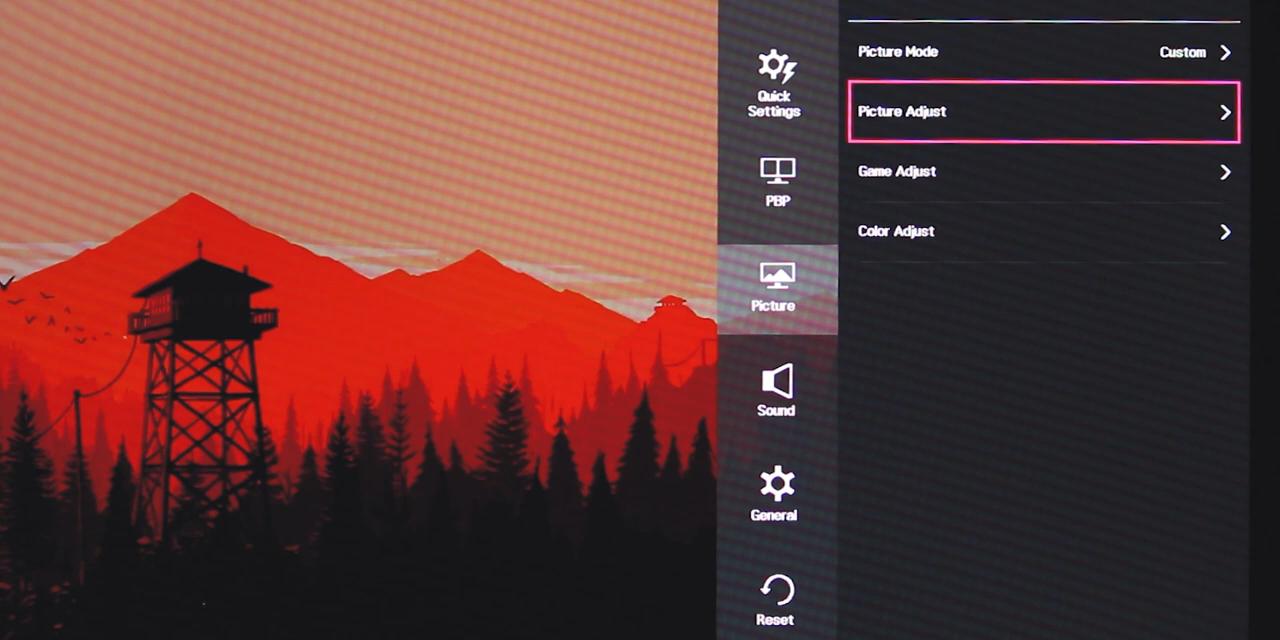 Quick
Settings
PBP
Picture
Sound
General
Reset
Picture Mode Custom
Picture Adjust
Game Adjust
Color Adjust